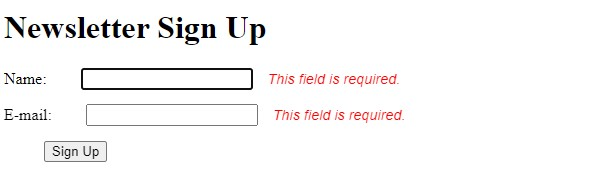 Newsletter Sign Up
Name: This field is required.
E-mail: This field is required.
Sign Up